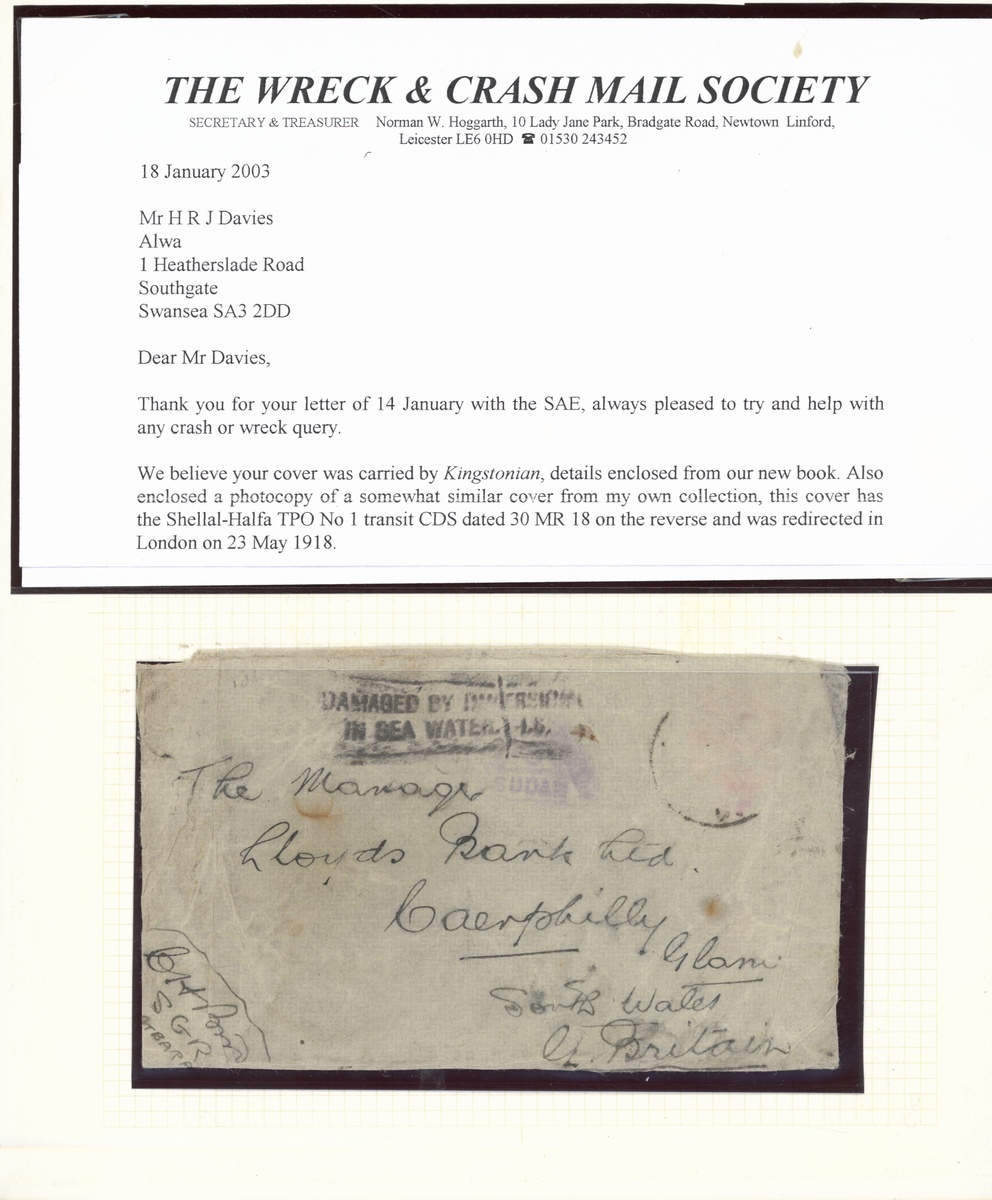 THE WRECK & CRASH MAIL SOCIETY
SECRETARY & TREASURER Norman W. Hoggarth, 10 Lady Jane Park, Bradgate Road, Newtown Linford,
Leicester LE6 0HD ☎ 01530 243452
18 January 2003
Mr H R J Davies
Alwa
1 Heatherslade Road
Southgate
Swansea SA3 2DD
Dear Mr Davies,
Thank you for your letter of 14 January with the SAE, always pleased to try and help with
any crash or wreck query.
We believe your cover was carried by Kingstonian, details enclosed from our new book. Also
enclosed a photocopy of a somewhat similar cover from my own collection, this cover has
the Shellal-Halfa TPO No 1 transit CDS dated 30 MR 18 on the reverse and was redirected in
London on 23 May 1918.
DAMAGED BY IMMERSION
IN SEA WATER.
SUDAN
The Manager
Lloyds Bank Ltd.
Caerphilly
Glam
South Wales
Gt. Britain
S G R